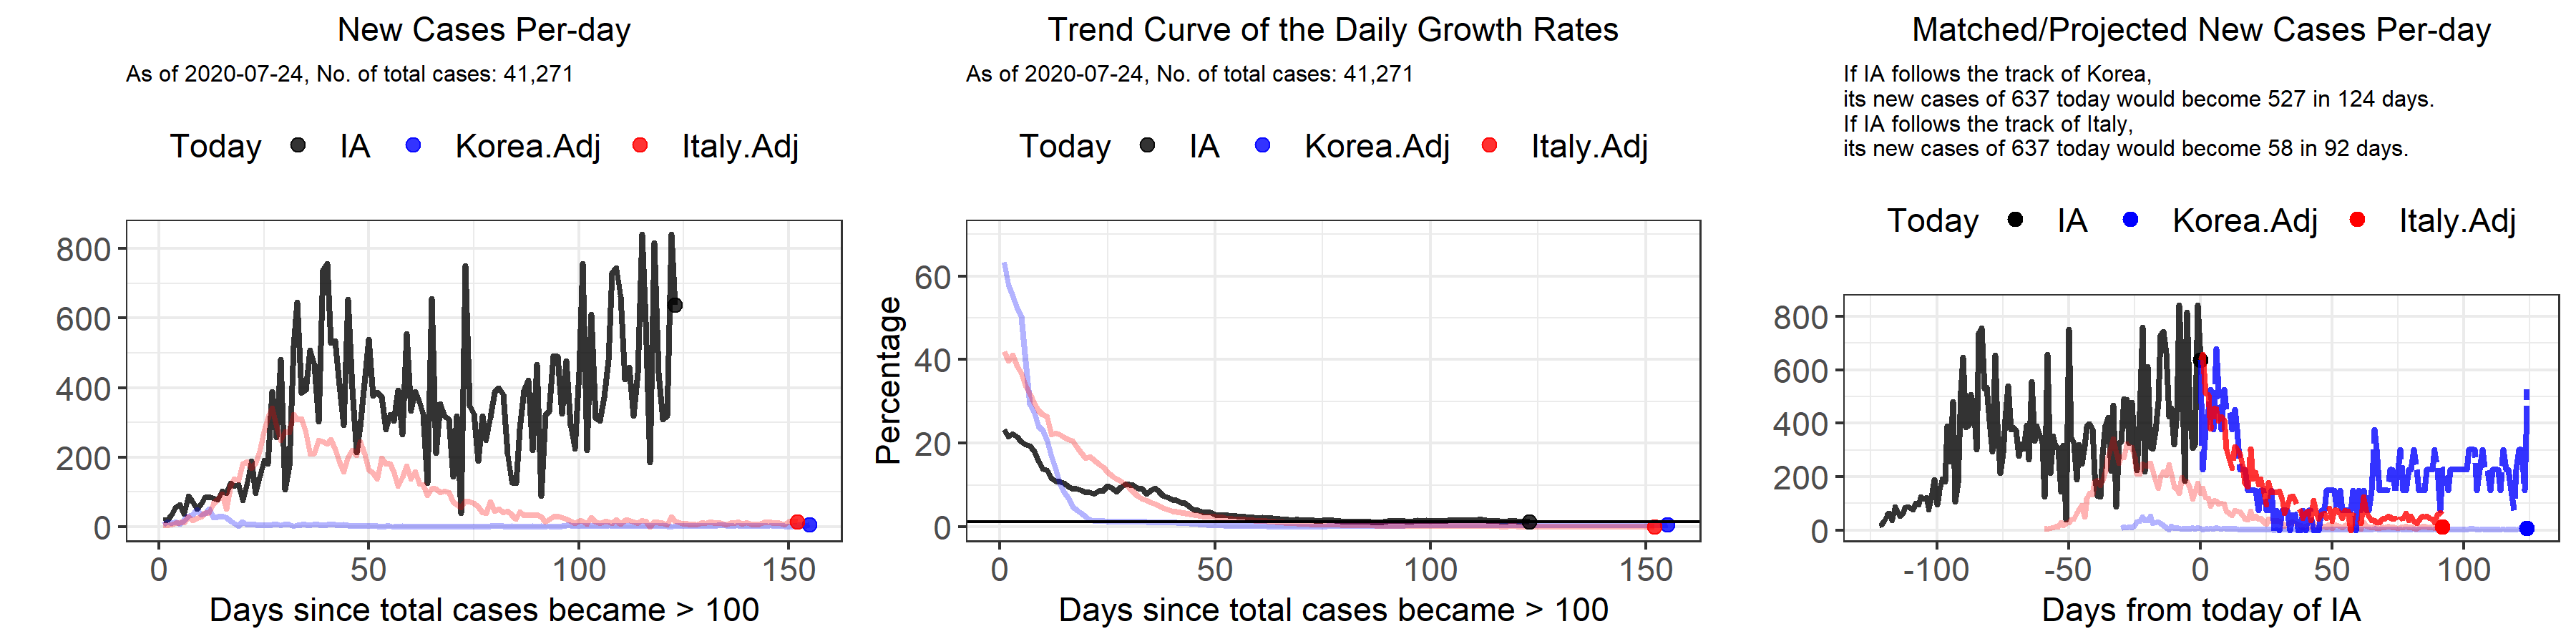 New Cases Per-day
As of 2020-07-24, No. of total cases: 41,271
Today IA Korea.Adj Italy.Adj
800
600
400
200
0
0 50 100 150
Days since total cases became > 100
Trend Curve of the Daily Growth Rates
As of 2020-07-24, No. of total cases: 41,271
Today IA Korea.Adj Italy.Adj
Percentage
60
40
20
0
0 50 100 150
Days since total cases became > 100
Matched/Projected New Cases Per-day
If IA follows the track of Korea,
its new cases of 637 today would become 527 in 124 days.
If IA follows the track of Italy,
its new cases of 637 today would become 58 in 92 days.
Today IA Korea.Adj Italy.Adj
800
600
400
200
0
-100 -50 0 50 100
Days from today of IA